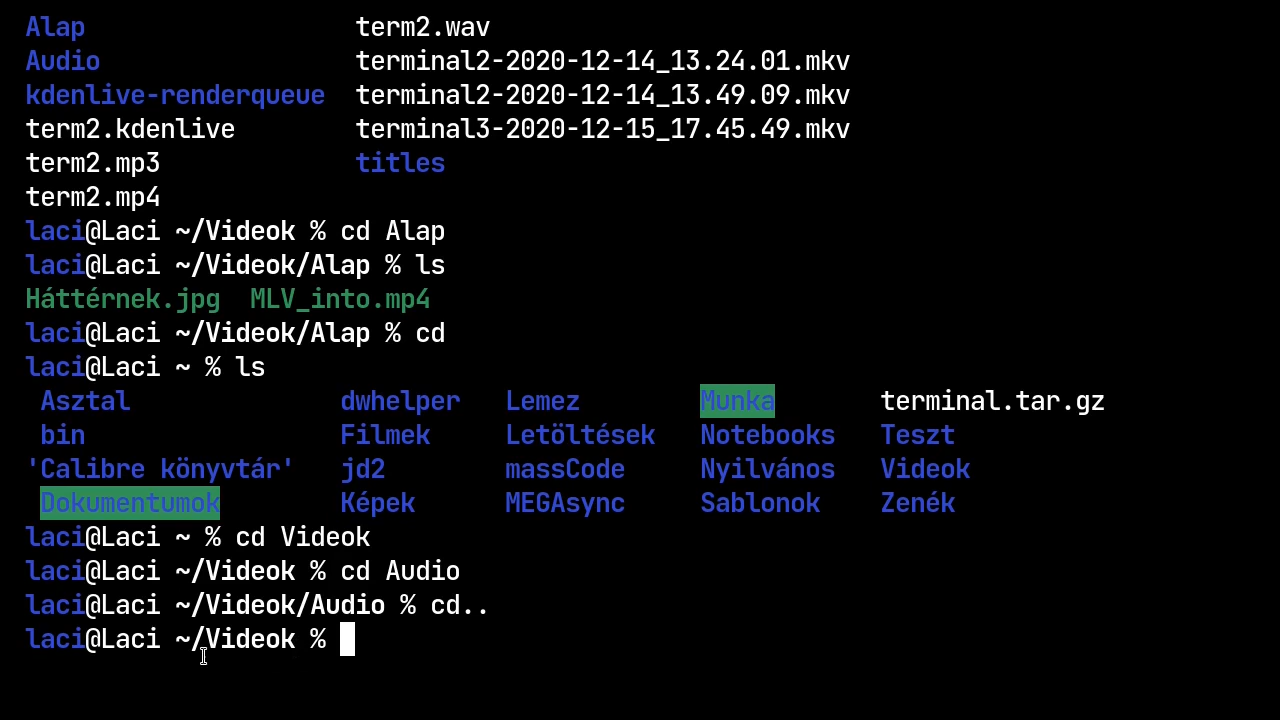 Alap term2.wav
Audio terminal2-2020-12-14_13.24.01.mkv
kdenlive-renderqueue terminal2-2020-12-14_13.49.09.mkv
term2.kdenlive terminal3-2020-12-15_17.45.49.mkv
term2.mp3 titles
term2.mp4
laci@Laci ~/Videok % cd Alap
laci@Laci ~/Videok/Alap % ls
Háttérnek.jpg MLV_into.mp4
laci@Laci ~/Videok/Alap % cd
laci@Laci ~ % ls
Asztal dwhelper Lemez Munka terminal.tar.gz
bin Filmek Letöltések Notebooks Teszt
'Calibre könyvtár' jd2 massCode Nyilvános Videok
Dokumentumok Képek MEGAsync Sablonok Zenék
laci@Laci ~ % cd Videok
laci@Laci ~/Videok % cd Audio
laci@Laci ~/Videok/Audio % cd..
laci@Laci ~/Videok %